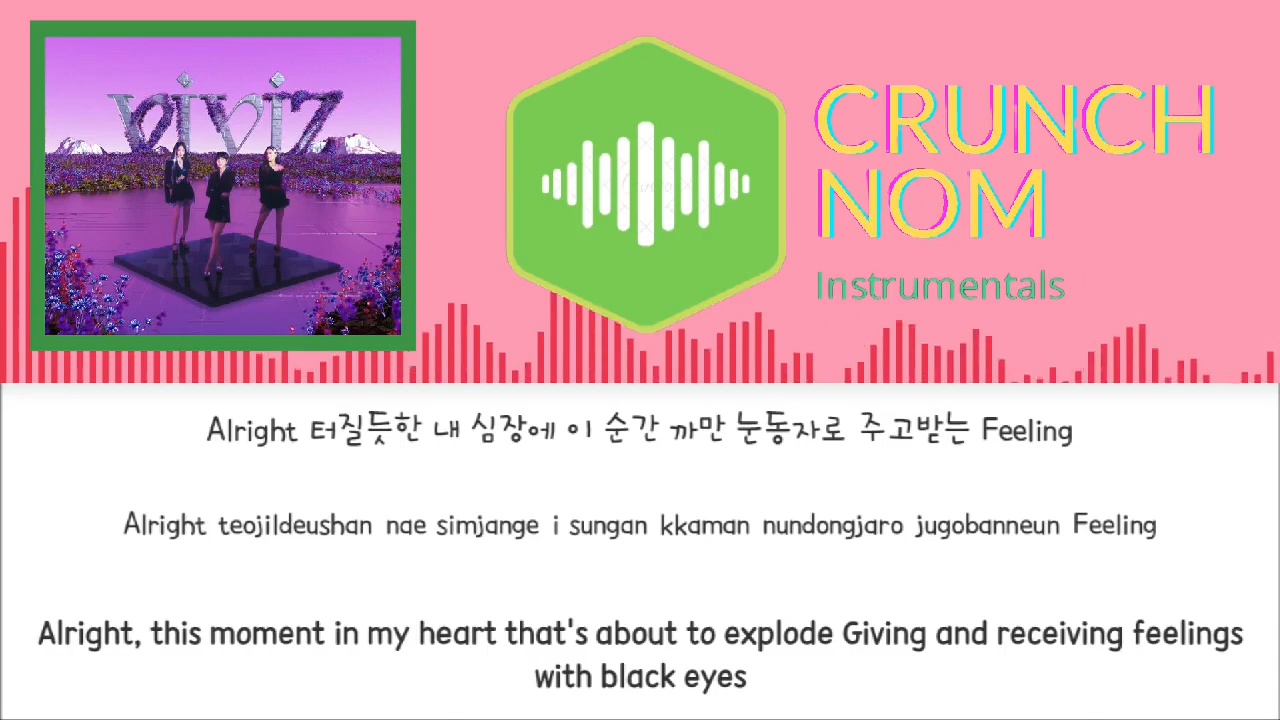 viviz
CRUNCH
NOM
Instrumentals
Alright 터질듯한 내 심장에 이 순간 까만 눈동자로 주고받는 Feeling
Alright teojildeushan nae simjange i sungan kkaman nundongjaro jugobanneun Feeling
Alright, this moment in my heart that's about to explode Giving and receiving feelings
with black eyes